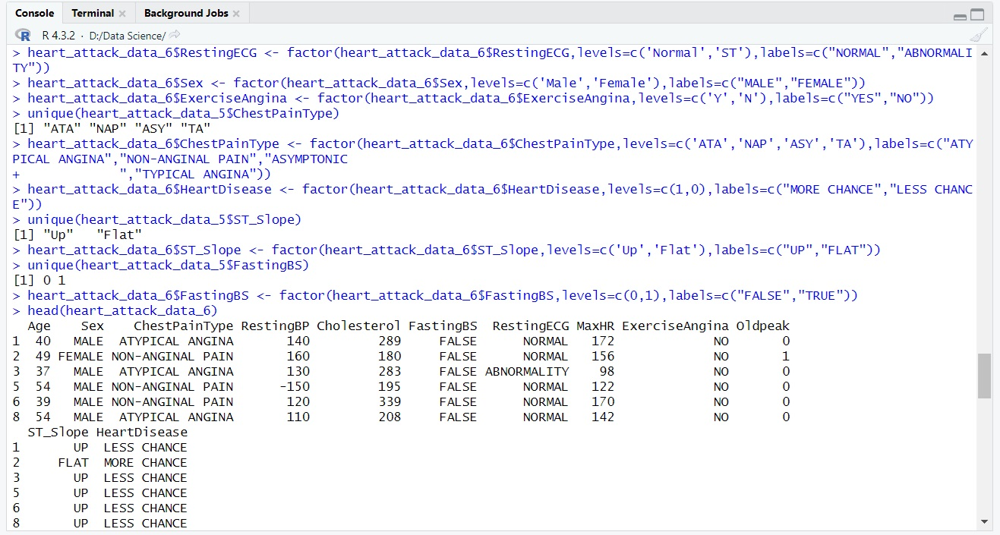 Console Terminal Background Jobs
R 4.3.2 · D:/Data Science/
> heart_attack_data_6$RestingECG <- factor(heart_attack_data_6$RestingECG,levels=c('Normal','ST'),labels=c("NORMAL","ABNORMALI
TY"))
> heart_attack_data_6$Sex <- factor(heart_attack_data_6$Sex,levels=c('Male','Female'),labels=c("MALE","FEMALE"))
> heart_attack_data_6$ExerciseAngina <- factor(heart_attack_data_6$ExerciseAngina,levels=c('Y','N'),labels=c("YES","NO"))
> unique(heart_attack_data_5$ChestPainType)
[1] "ATA" "NAP" "ASY" "TA"
> heart_attack_data_6$ChestPainType <- factor(heart_attack_data_6$ChestPainType,levels=c('ATA','NAP','ASY','TA'),labels=c("ATY
PICAL ANGINA","NON-ANGINAL PAIN","ASYMPTONIC
+              ","TYPICAL ANGINA"))
> heart_attack_data_6$HeartDisease <- factor(heart_attack_data_6$HeartDisease,levels=c(1,0),labels=c("MORE CHANCE","LESS CHANC
E"))
> unique(heart_attack_data_5$ST_Slope)
[1] "Up"   "Flat"
> heart_attack_data_6$ST_Slope <- factor(heart_attack_data_6$ST_Slope,levels=c('Up','Flat'),labels=c("UP","FLAT"))
> unique(heart_attack_data_5$FastingBS)
[1] 0 1
> heart_attack_data_6$FastingBS <- factor(heart_attack_data_6$FastingBS,levels=c(0,1),labels=c("FALSE","TRUE"))
> head(heart_attack_data_6)
  Age    Sex    ChestPainType RestingBP Cholesterol FastingBS  RestingECG MaxHR ExerciseAngina Oldpeak
1  40   MALE  ATYPICAL ANGINA       140         289     FALSE      NORMAL   172             NO       0
2  49 FEMALE NON-ANGINAL PAIN       160         180     FALSE      NORMAL   156             NO       1
3  37   MALE  ATYPICAL ANGINA       130         283     FALSE ABNORMALITY    98             NO       0
5  54   MALE NON-ANGINAL PAIN      -150         195     FALSE      NORMAL   122             NO       0
6  39   MALE NON-ANGINAL PAIN       120         339     FALSE      NORMAL   170             NO       0
8  54   MALE  ATYPICAL ANGINA       110         208     FALSE      NORMAL   142             NO       0
  ST_Slope HeartDisease
1       UP  LESS CHANCE
2     FLAT  MORE CHANCE
3       UP  LESS CHANCE
5       UP  LESS CHANCE
6       UP  LESS CHANCE
8       UP  LESS CHANCE